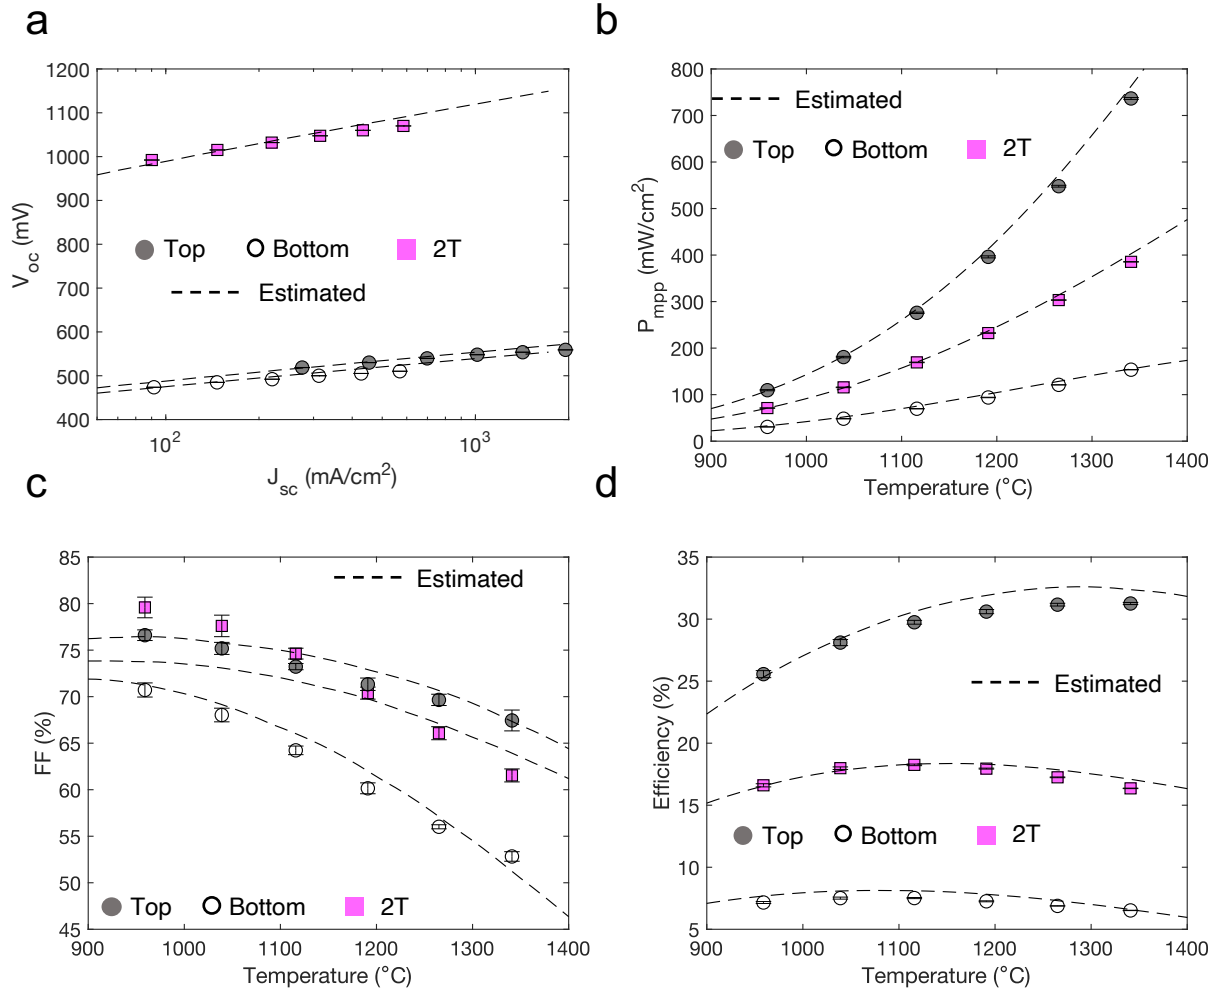 a
1200
1100
1000
900
800
700
600
500
400
V_oc (mV)
Top Bottom 2T
Estimated
10^2 10^3
J_sc (mA/cm^2)
b
800
700
600
500
400
300
200
100
0
P_mpp (mW/cm^2)
Estimated
Top Bottom 2T
900 1000 1100 1200 1300 1400
Temperature (°C)
c
85
80
75
70
65
60
55
50
45
FF (%)
Estimated
Top Bottom 2T
900 1000 1100 1200 1300 1400
Temperature (°C)
d
35
30
25
20
15
10
5
Efficiency (%)
Estimated
Top Bottom 2T
900 1000 1100 1200 1300 1400
Temperature (°C)